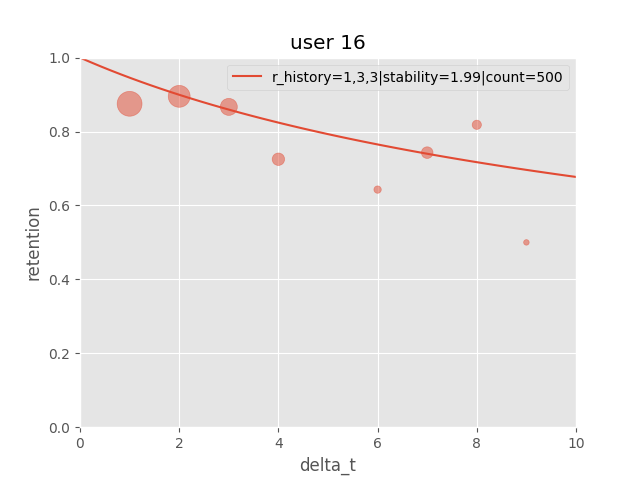 user 16
r_history=1,3,3|stability=1.99|count=500
1.0
0.8
0.6
0.4
0.2
0.0
retention
0 2 4 6 8 10
delta_t